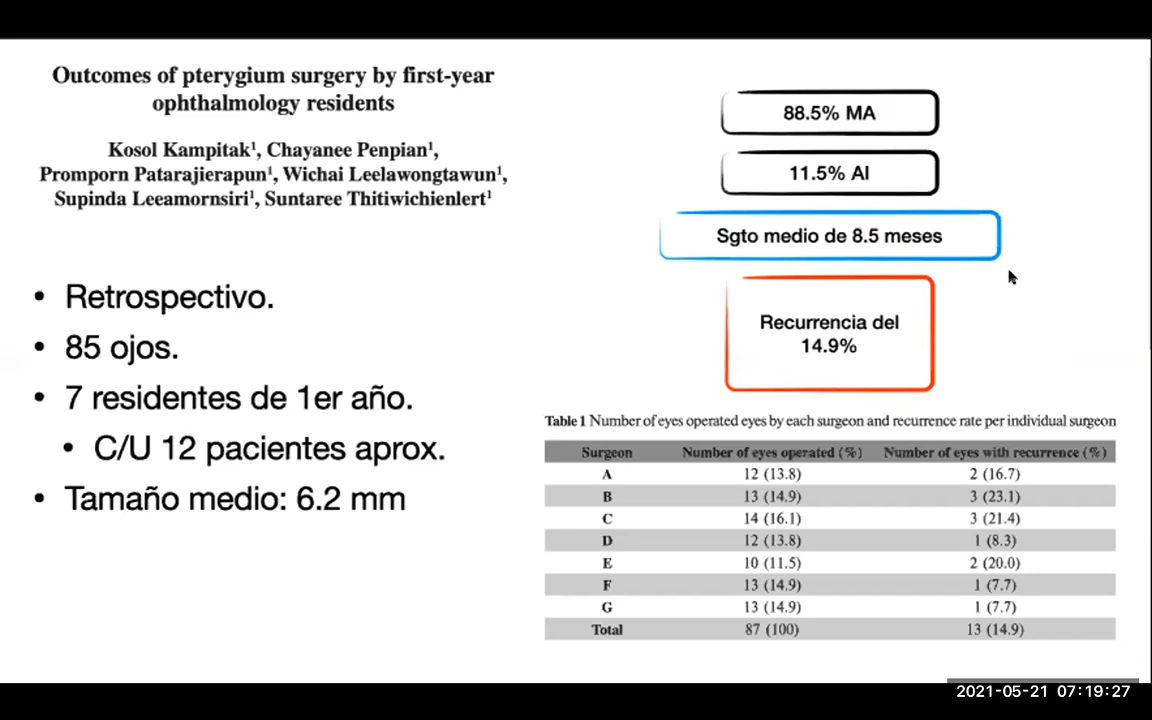 Outcomes of pterygium surgery by first-year
ophthalmology residents
Kosol Kampitak¹, Chayanee Penpian¹,
Promporn Patarajierapun¹, Wichai Leelawongtawun¹,
Supinda Leeamornsiri¹, Suntaree Thitiwichienlert¹
• Retrospectivo.
• 85 ojos.
• 7 residentes de 1er año.
• C/U 12 pacientes aprox.
• Tamaño medio: 6.2 mm
88.5% MA
11.5% AI
Sgto medio de 8.5 meses
Recurrencia del
14.9%
Table 1 Number of eyes operated eyes by each surgeon and recurrence rate per individual surgeon
Surgeon Number of eyes operated (%) Number of eyes with recurrence (%)
A 12 (13.8) 2 (16.7)
B 13 (14.9) 3 (23.1)
C 14 (16.1) 3 (21.4)
D 12 (13.8) 1 (8.3)
E 10 (11.5) 2 (20.0)
F 13 (14.9) 1 (7.7)
G 13 (14.9) 1 (7.7)
Total 87 (100) 13 (14.9)
2021-05-21 07:19:27